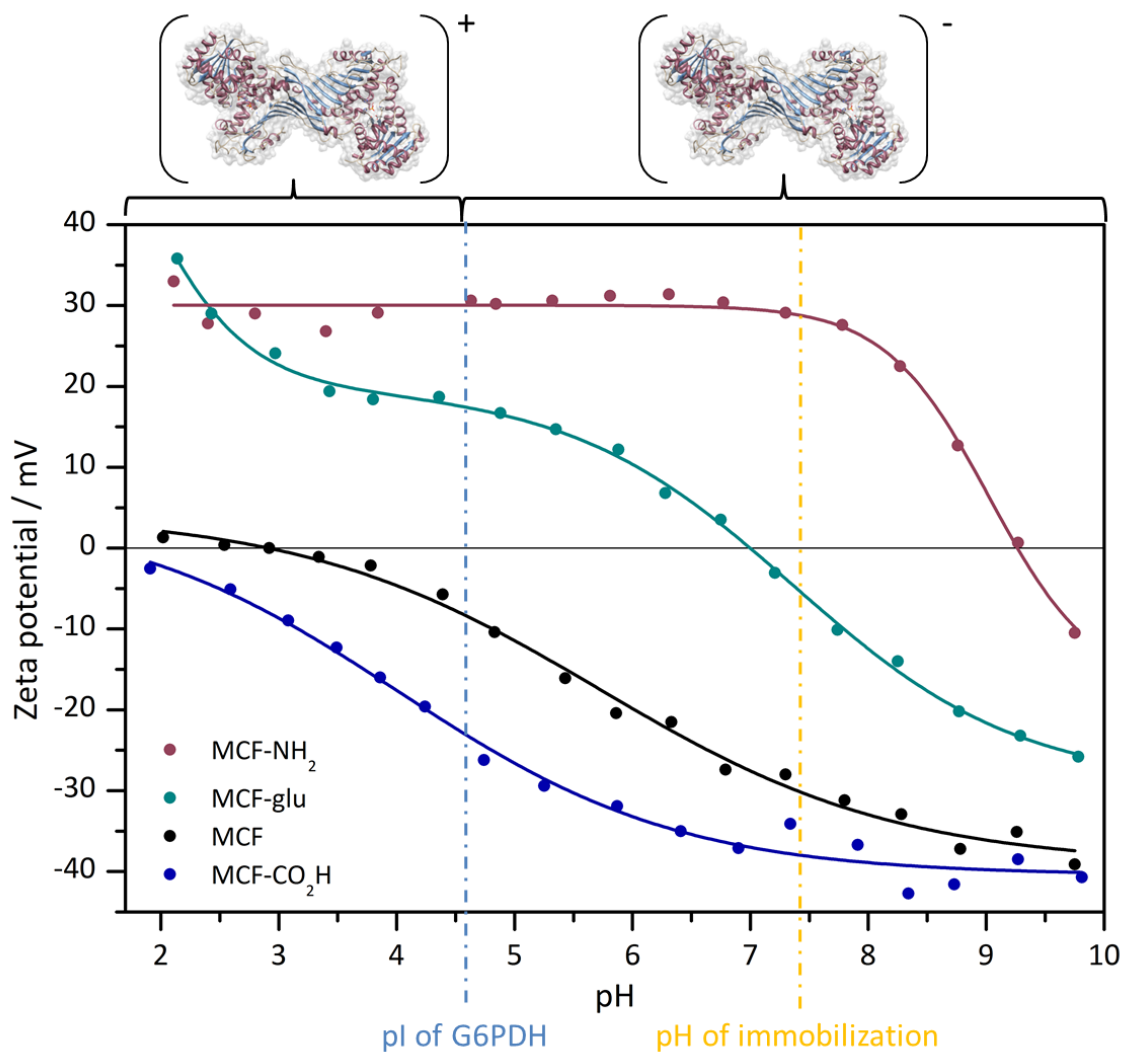 +
-
40
30
20
10
0
-10
-20
-30
-40
Zeta potential / mV
MCF-NH₂
MCF-glu
MCF
MCF-CO₂H
2 3 4 5 6 7 8 9 10
pH
pI of G6PDH pH of immobilization